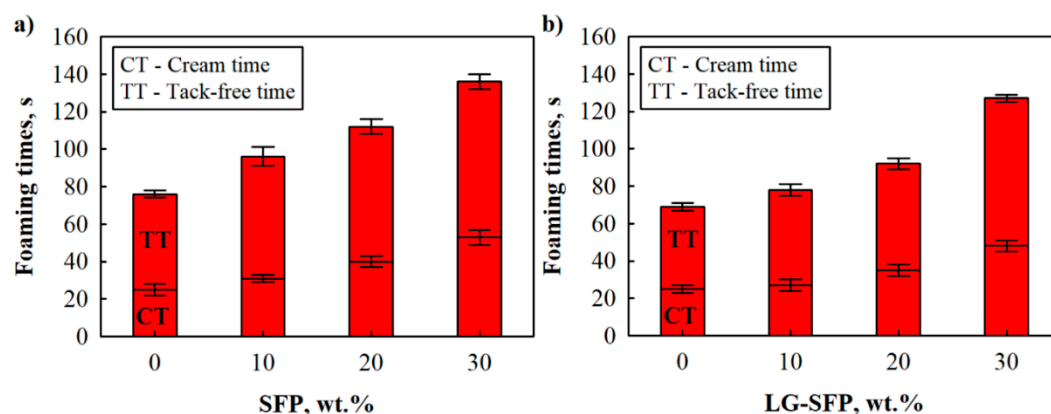 a)
Foaming times, s
160
140
120
100
80
60
40
20
0
CT - Cream time
TT - Tack-free time
TT
CT
0 10 20 30
SFP, wt.%
b)
Foaming times, s
160
140
120
100
80
60
40
20
0
CT - Cream time
TT - Tack-free time
TT
CT
0 10 20 30
LG-SFP, wt.%